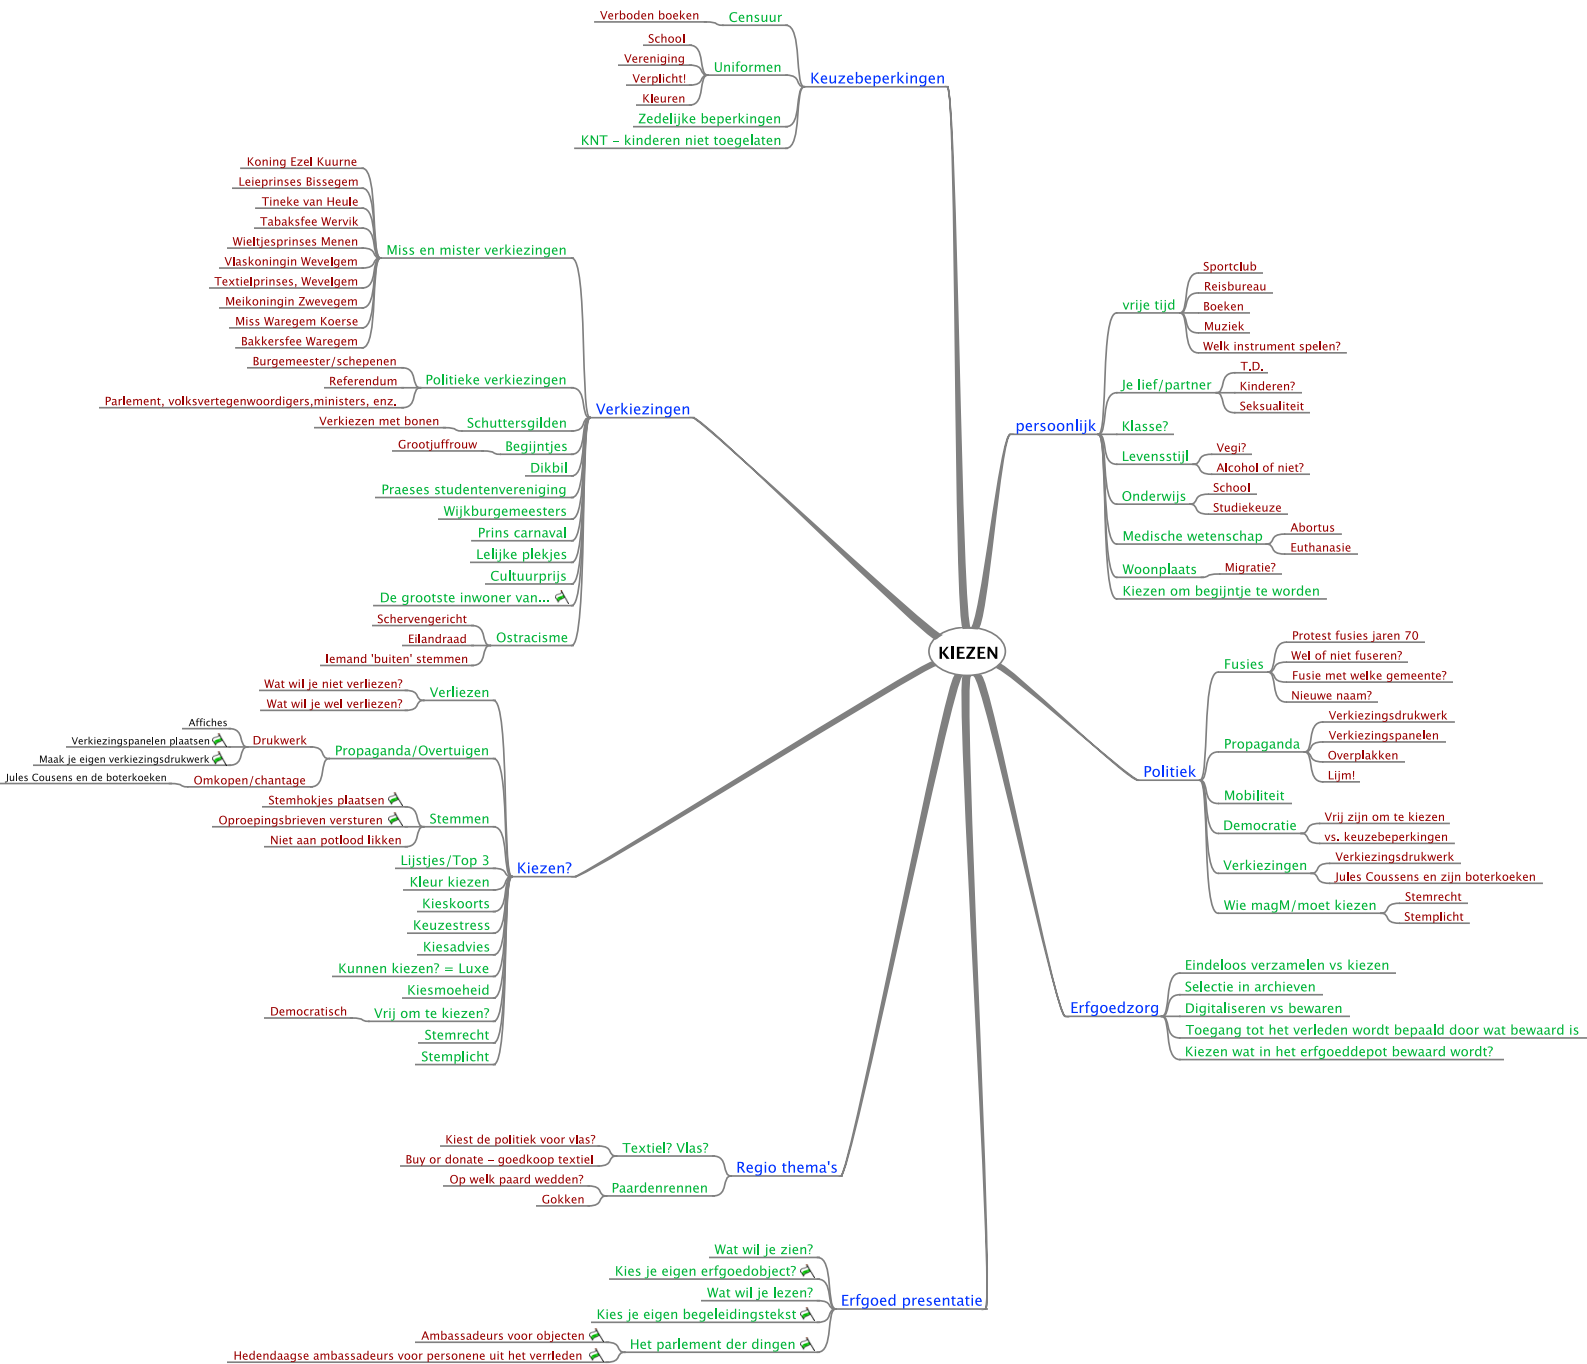 KIEZEN
Keuzebeperkingen
Censuur
Verboden boeken
Uniformen
School
Vereniging
Verplicht!
Kleuren
Zedelijke beperkingen
KNT – kinderen niet toegelaten
Verkiezingen
Miss en mister verkiezingen
Koning Ezel Kuurne
Leieprinses Bissegem
Tineke van Heule
Tabaksfee Wervik
Wieltjesprinses Menen
Vlaskoningin Wevelgem
Textielprinses, Wevelgem
Meikoningin Zwevegem
Miss Waregem Koerse
Bakkersfee Waregem
Politieke verkiezingen
Burgemeester/schepenen
Referendum
Parlement, volksvertegenwoordigers,ministers, enz.
Schuttersgilden
Verkiezen met bonen
Begijntjes
Grootjuffrouw
Dikbil
Praeses studentenvereniging
Wijkburgemeesters
Prins carnaval
Lelijke plekjes
Cultuurprijs
De grootste inwoner van...
Ostracisme
Schervengericht
Eilandraad
Iemand 'buiten' stemmen
Kiezen?
Verliezen
Wat wil je niet verliezen?
Wat wil je wel verliezen?
Propaganda/Overtuigen
Drukwerk
Affiches
Verkiezingspanelen plaatsen
Maak je eigen verkiezingsdrukwerk
Omkopen/chantage
Jules Cousens en de boterkoeken
Stemmen
Stemhokjes plaatsen
Oproepingsbrieven versturen
Niet aan potlood likken
Lijstjes/Top 3
Kleur kiezen
Kieskoorts
Keuzestress
Kiesadvies
Kunnen kiezen? = Luxe
Kiesmoeheid
Vrij om te kiezen?
Democratisch
Stemrecht
Stemplicht
Regio thema's
Textiel? Vlas?
Kiest de politiek voor vlas?
Buy or donate – goedkoop textiel
Paardenrennen
Op welk paard wedden?
Gokken
Erfgoed presentatie
Wat wil je zien?
Kies je eigen erfgoedobject?
Wat wil je lezen?
Kies je eigen begeleidingstekst
Het parlement der dingen
Ambassadeurs voor objecten
Hedendaagse ambassadeurs voor personene uit het verrleden
persoonlijk
vrije tijd
Sportclub
Reisbureau
Boeken
Muziek
Welk instrument spelen?
Je lief/partner
T.D.
Kinderen?
Seksualiteit
Klasse?
Levensstijl
Vegi?
Alcohol of niet?
Onderwijs
School
Studiekeuze
Medische wetenschap
Abortus
Euthanasie
Woonplaats
Migratie?
Kiezen om begijntje te worden
Politiek
Fusies
Protest fusies jaren 70
Wel of niet fuseren?
Fusie met welke gemeente?
Nieuwe naam?
Propaganda
Verkiezingsdrukwerk
Verkiezingspanelen
Overplakken
Lijm!
Mobiliteit
Democratie
Vrij zijn om te kiezen
vs. keuzebeperkingen
Verkiezingen
Verkiezingsdrukwerk
Jules Coussens en zijn boterkoeken
Wie magM/moet kiezen
Stemrecht
Stemplicht
Erfgoedzorg
Eindeloos verzamelen vs kiezen
Selectie in archieven
Digitaliseren vs bewaren
Toegang tot het verleden wordt bepaald door wat bewaard is
Kiezen wat in het erfgoeddepot bewaard wordt?